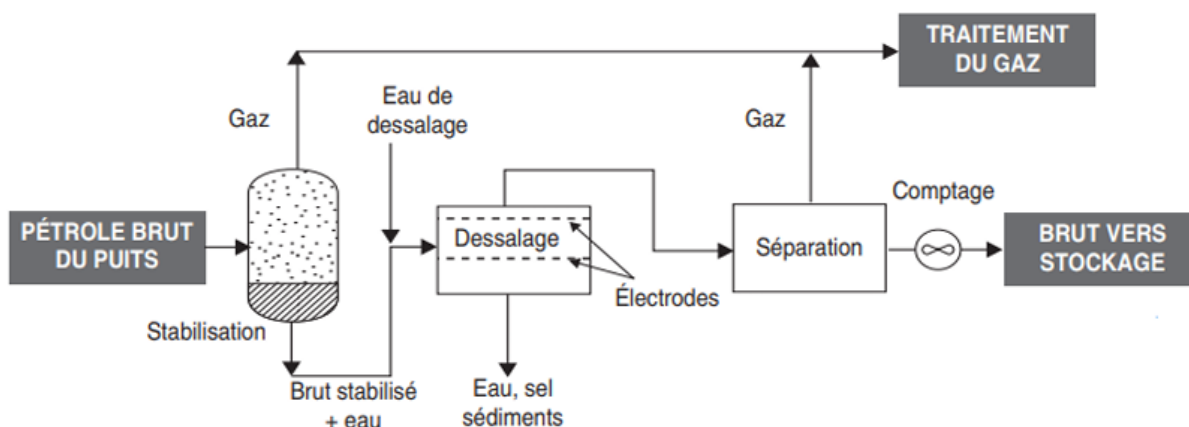 TRAITEMENT
DU GAZ
Eau de
dessalage
Gaz
Gaz
Comptage
PÉTROLE BRUT
DU PUITS
Dessalage
Séparation
BRUT VERS
STOCKAGE
Électrodes
Stabilisation
Brut stabilisé
+ eau
Eau, sel
sédiments